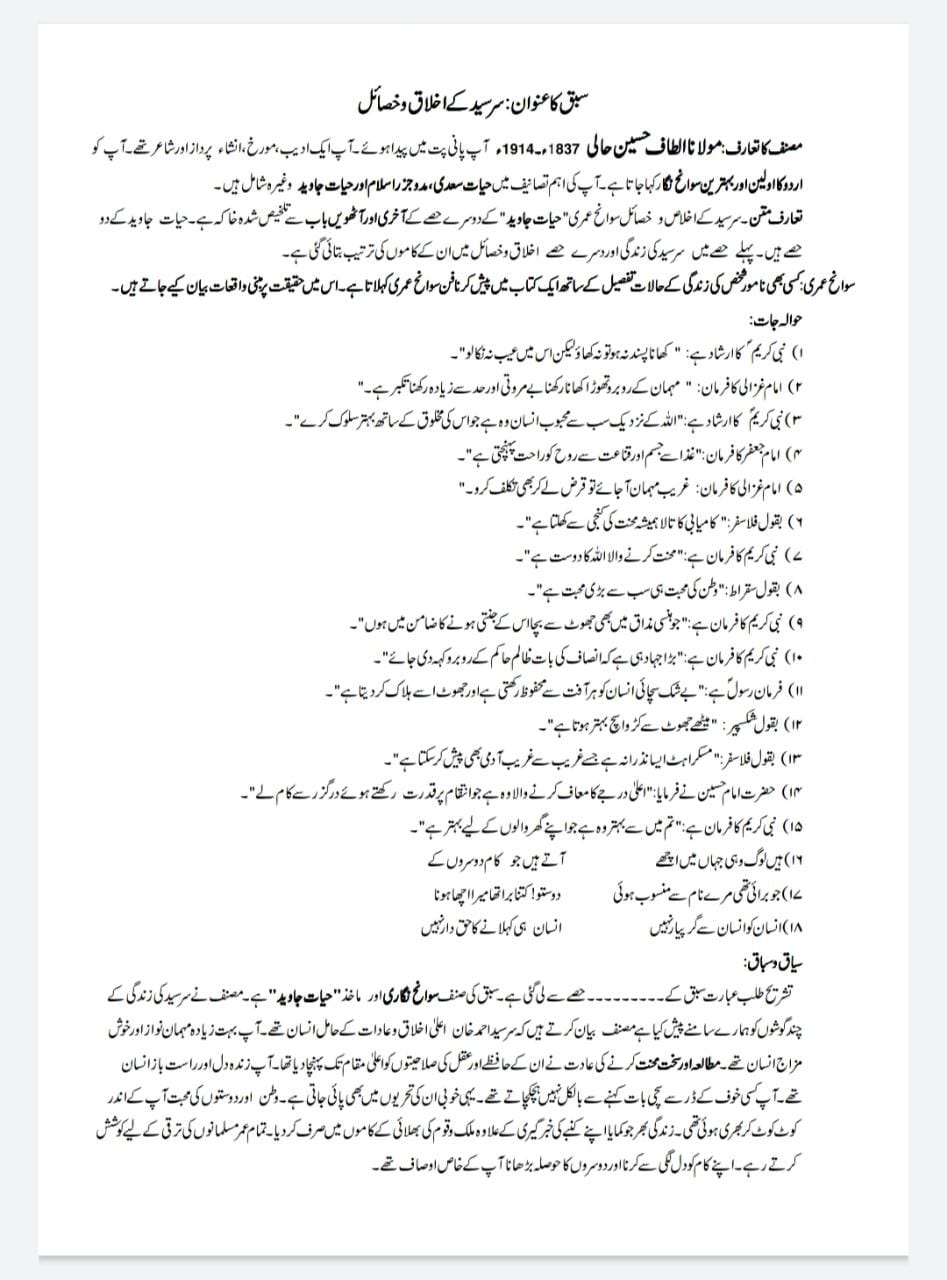 سبق کا عنوان: سرسید کے اخلاق و خصائل
مصنف کا تعارف: مولانا الطاف حسین حالی 1837ء۔1914ء آپ پانی پت میں پیدا ہوئے۔ آپ ایک ادیب، مورخ، انشاء پرداز اور شاعر تھے۔ آپ کو
اردو کا اولین اور بہترین سوانح نگار کہا جاتا ہے۔ آپ کی اہم تصانیف میں حیات سعدی، مدوجزر اسلام اور حیات جاوید وغیرہ شامل ہیں۔
تعارف متن۔ سرسید کے اخلاص و خصائل سوانح عمری "حیات جاوید" کے دوسرے حصے کے آخری اور آٹھویں باب سے تلخیص شدہ خاکہ ہے۔ حیات جاوید کے دو
حصے ہیں۔ پہلے حصے میں سرسید کی زندگی اور دسرے حصے اخلاق و خصائل میں ان کے کاموں کی ترتیب بتائی گئی ہے۔
سوانح عمری: کسی بھی نامور شخص کی زندگی کے حالات تفصیل کے ساتھ ایک کتاب میں پیش کرنا فن سوانح عمری کہلاتا ہے۔ اس میں حقیقت پر مبنی واقعات بیان کیے جاتے ہیں۔
حوالہ جات:
۱) نبی کریمؐ کا ارشاد ہے: "کھانا پسند نہ ہو تو نہ کھاؤ لیکن اس میں عیب نہ نکالو"۔
۲) امام غزالی کا فرمان: "مہمان کے روبرو تھوڑا کھانا رکھنا بے مروتی اور حد سے زیادہ رکھنا تکبر ہے۔"
۳) نبی کریمؐ کا ارشاد ہے: "اللہ کے نزدیک سب سے محبوب انسان وہ ہے جو اس کی مخلوق کے ساتھ بہتر سلوک کرے"۔
۴) امام جعفر کا فرمان: "غذا سے جسم اور قناعت سے روح کو راحت پہنچتی ہے"۔
۵) امام غزالی کا فرمان: غریب مہمان آجائے تو قرض لے کر بھی تکلف کرو۔"
۶) بقول فلاسفر: "کامیابی کا تالا ہمیشہ محنت کی کنجی سے کھلتا ہے"۔
۷) نبی کریم کا فرمان ہے: "محنت کرنے والا اللہ کا دوست ہے"۔
۸) بقول سقراط: "وطن کی محبت ہی سب سے بڑی محبت ہے"۔
۹) نبی کریم کا فرمان ہے: "جو ہنسی مذاق میں بھی جھوٹ سے بچا اس کے جنتی ہونے کا ضامن میں ہوں"۔
۱۰) نبی کریم کا فرمان ہے: "بڑا جہاد ہی ہے کہ انصاف کی بات ظالم حاکم کے روبرو کہہ دی جائے"۔
۱۱) فرمان رسولؐ ہے: "بے شک سچائی انسان کو ہر آفت سے محفوظ رکھتی ہے اور جھوٹ اسے ہلاک کر دیتا ہے"۔
۱۲) بقول شکسپیر: "میٹھے جھوٹ سے کڑوا سچ بہتر ہوتا ہے"۔
۱۳) بقول فلاسفر: "مسکراہٹ ایسا نذرانہ ہے جسے غریب سے غریب آدمی بھی پیش کر سکتا ہے"۔
۱۴) حضرت امام حسین نے فرمایا: "اعلیٰ درجے کا معاف کرنے والا وہ ہے جو انتقام پر قدرت رکھتے ہوئے درگزر سے کام لے"۔
۱۵) نبی کریم کا فرمان ہے: "تم میں سے بہتر وہ ہے جو اپنے گھر والوں کے لیے بہتر ہے"۔
۱۶) ہیں لوگ وہی جہاں میں اچھے آتے ہیں جو کام دوسروں کے
۱۷) جو برائی تھی مرے نام سے منسوب ہوئی دوستو! کتنا برا تھا میرا اچھا ہونا
۱۸) انسان کو انسان سے گر پیار نہیں انسان ہی کہلانے کا حق دار نہیں
سیاق و سباق:
تشریح طلب عبارت سبق کے۔۔۔۔۔۔۔۔۔حصے سے لی گئی ہے۔ سبق کی صنف سوانح نگاری اور ماخذ "حیات جاوید" ہے۔ مصنف نے سرسید کی زندگی کے
چند گوشوں کو ہمارے سامنے پیش کیا ہے مصنف بیان کرتے ہیں کہ سرسید احمد خان اعلیٰ اخلاق و عادات کے حامل انسان تھے۔ آپ بہت زیادہ مہمان نواز اور خوش
مزاج انسان تھے۔ مطالعہ اور سخت محنت کرنے کی عادت نے ان کے حافظے اور عقل کی صلاحیتوں کو اعلیٰ مقام تک پہنچا دیا تھا۔ آپ زندہ دل اور راست باز انسان
تھے۔ آپ کسی خوف کے ڈر سے سچی بات کہنے سے بالکل نہیں ہچکچاتے تھے۔ یہی خوبی ان کی تحریروں میں بھی پائی جاتی ہے۔ وطن اور دوستوں کی محبت آپ کے اندر
کوٹ کوٹ کر بھری ہوئی تھی۔ زندگی بھر جو کمایا اپنے کنبے کی خبر گیری کے علاوہ ملک و قوم کی بھلائی کے کاموں میں صرف کر دیا۔ تمام عمر مسلمانوں کی ترقی کے لیے کوشش
کرتے رہے۔ اپنے کام کو دل لگی سے کرنا اور دوسروں کا حوصلہ بڑھانا آپ کے خاص اوصاف تھے۔